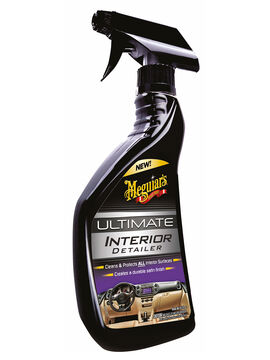 NEW!
Meguiar's
ULTIMATE
INTERIOR
DETAILER
Cleans & Protects ALL Interior Surfaces
Creates a durable satin finish